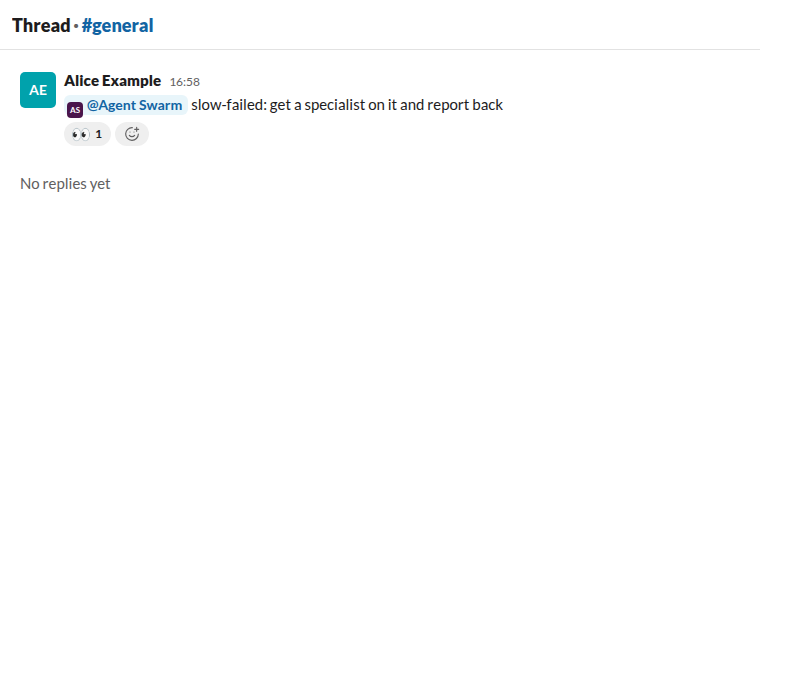 Thread • #general
AE
Alice Example 16:58
AS @Agent Swarm slow-failed: get a specialist on it and report back
👀 1
No replies yet